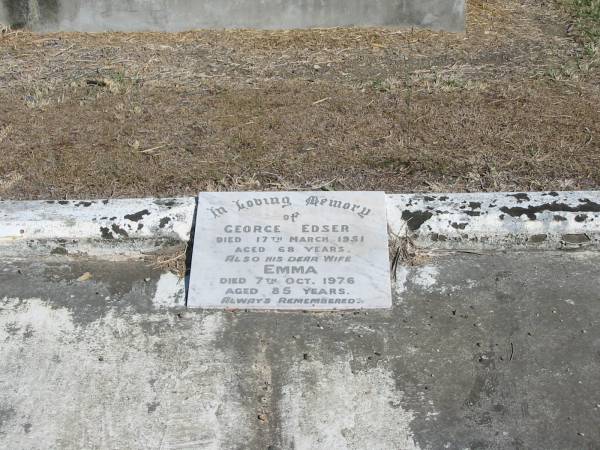 In Loving Memory
of
GEORGE EDSER
DIED 17TH MARCH 1951
AGED 68 YEARS.
ALSO HIS DEAR WIFE
EMMA
DIED 7TH OCT. 1976
AGED 85 YEARS.
ALWAYS REMEMBERED.